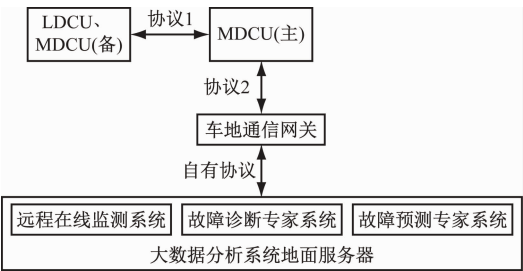 LDCU、
MDCU(备)
协议1
MDCU(主)
协议2
车地通信网关
自有协议
远程在线监测系统
故障诊断专家系统
故障预测专家系统
大数据分析系统地面服务器